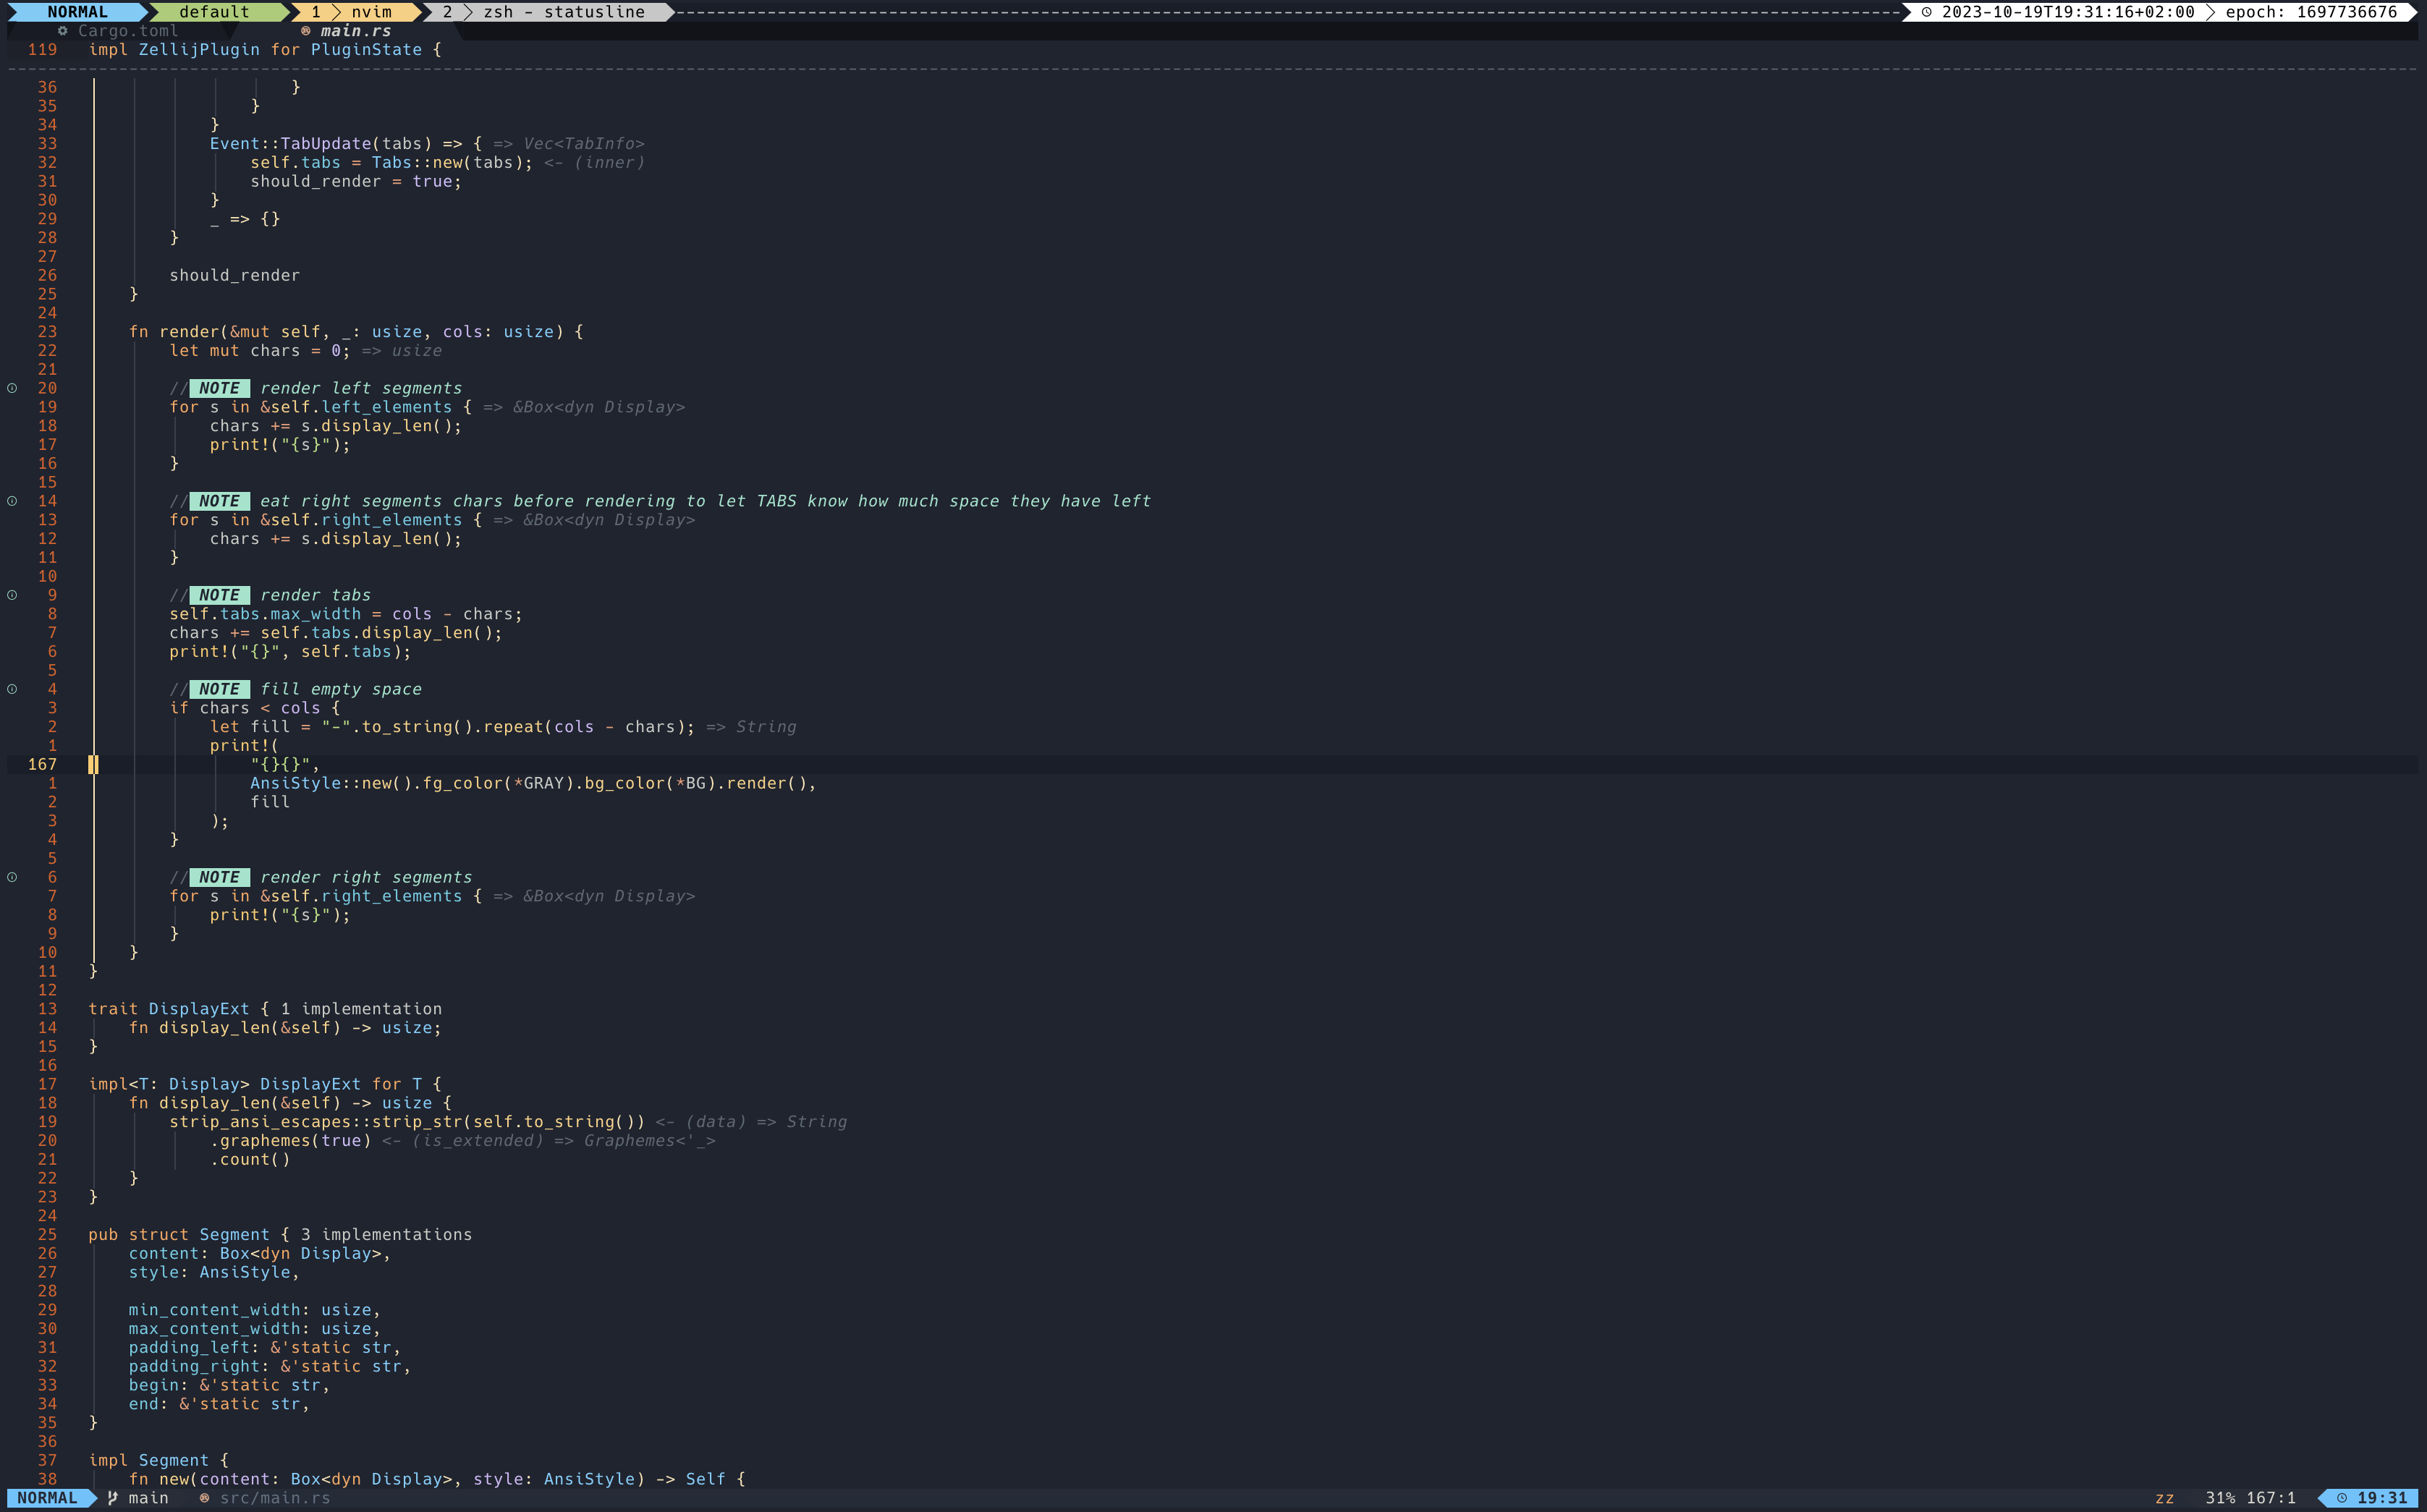 NORMAL default 1 nvim 2 zsh - statusline 2023-10-19T19:31:16+02:00 epoch: 1697736676
Cargo.toml main.rs
119 impl ZellijPlugin for PluginState {
36 }
35 }
34 }
33 Event::TabUpdate(tabs) => { => Vec<TabInfo>
32 self.tabs = Tabs::new(tabs); <- (inner)
31 should_render = true;
30 }
29 _ => {}
28 }
27
26 should_render
25 }
24
23 fn render(&mut self, _: usize, cols: usize) {
22 let mut chars = 0; => usize
21
20 // NOTE render left segments
19 for s in &self.left_elements { => &Box<dyn Display>
18 chars += s.display_len();
17 print!("{s}");
16 }
15
14 // NOTE eat right segments chars before rendering to let TABS know how much space they have left
13 for s in &self.right_elements { => &Box<dyn Display>
12 chars += s.display_len();
11 }
10
9 // NOTE render tabs
8 self.tabs.max_width = cols - chars;
7 chars += self.tabs.display_len();
6 print!("{}", self.tabs);
5
4 // NOTE fill empty space
3 if chars < cols {
2 let fill = "-".to_string().repeat(cols - chars); => String
1 print!(
167 "{}{}",
1 AnsiStyle::new().fg_color(*GRAY).bg_color(*BG).render(),
2 fill
3 );
4 }
5
6 // NOTE render right segments
7 for s in &self.right_elements { => &Box<dyn Display>
8 print!("{s}");
9 }
10 }
11 }
12
13 trait DisplayExt { 1 implementation
14 fn display_len(&self) -> usize;
15 }
16
17 impl<T: Display> DisplayExt for T {
18 fn display_len(&self) -> usize {
19 strip_ansi_escapes::strip_str(self.to_string()) <- (data) => String
20 .graphemes(true) <- (is_extended) => Graphemes<'_>
21 .count()
22 }
23 }
24
25 pub struct Segment { 3 implementations
26 content: Box<dyn Display>,
27 style: AnsiStyle,
28
29 min_content_width: usize,
30 max_content_width: usize,
31 padding_left: &'static str,
32 padding_right: &'static str,
33 begin: &'static str,
34 end: &'static str,
35 }
36
37 impl Segment {
38 fn new(content: Box<dyn Display>, style: AnsiStyle) -> Self {
NORMAL main src/main.rs zz 31% 167:1 19:31